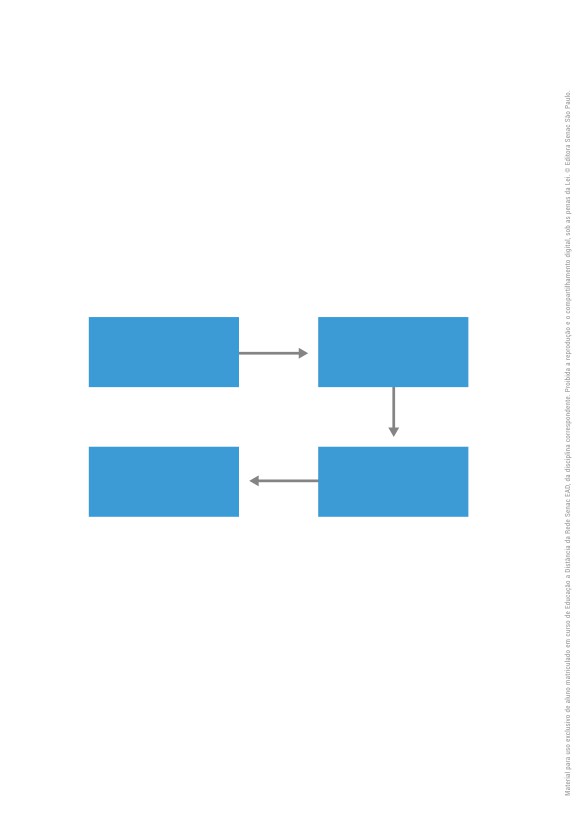 Material para uso exclusivo de aluno matriculado em curso de Educação a Distância da Rede Senac EAD, da disciplina correspondente. Proibida a reprodução e o compartilhamento digital, sob as penas da Lei. © Editora Senac São Paulo.